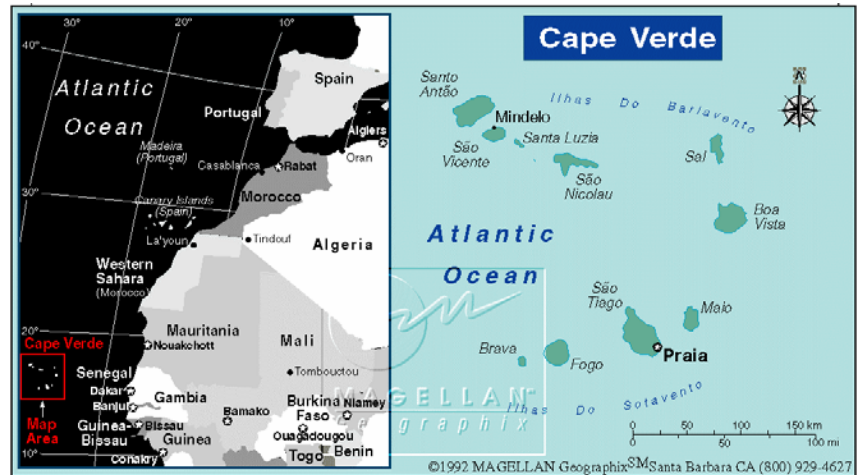 30°
20°
10°
40°
Atlantic
Ocean
Spain
Portugal
Algiers
Madeira
(Portugal)
Oran
Casablanca
Rabat
30°
Morocco
Canary Islands
(Spain)
La'youn
Tindouf
Algeria
Western
Sahara
(Morocco)
20°
Mauritania
Mali
Cape Verde
Nouakchott
Senegal
Tombouctou
Dakar
Gambia
Banjul
Burkina
Faso
Niamey
Bamako
Map
Area
Guinea-
Bissau
Bissau
Guinea
Ouagadougou
Benin
Togo
10°
Conakry
Cape Verde
N
Santo
Antão
Ilhas Do Barlavento
Mindelo
Santa Luzia
São
Vicente
São
Nicolau
Sal
Boa
Vista
Atlantic
Ocean
São
Tiago
Maio
Brava
Fogo
Praia
MAGELLAN™
Geographix
Ilhas Do Sotavento
0 50 100 150 km
0 50 100 mi
©1992 MAGELLAN Geographix℠Santa Barbara CA (800) 929-4627